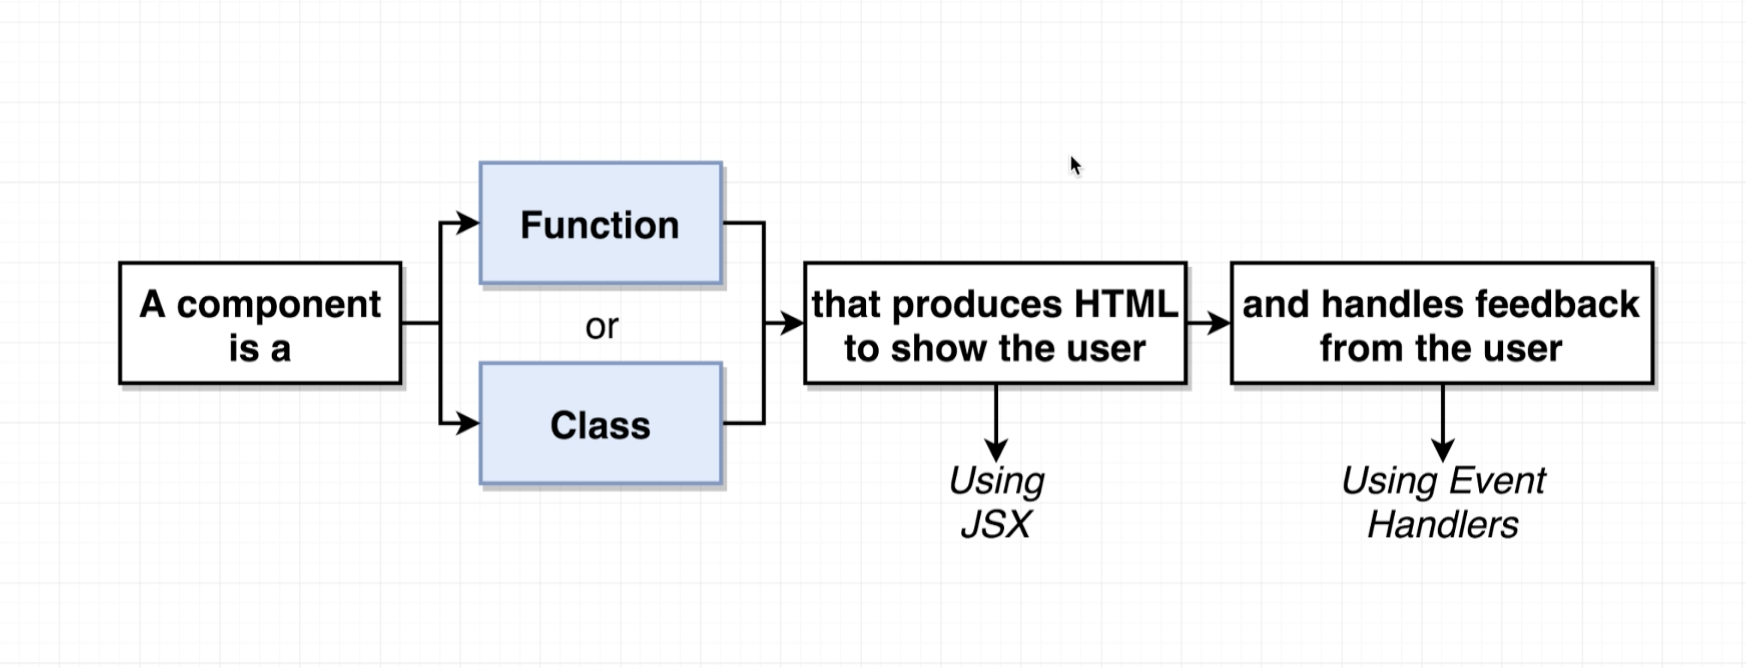 A component
is a
Function
or
Class
that produces HTML
to show the user
Using
JSX
and handles feedback
from the user
Using Event
Handlers